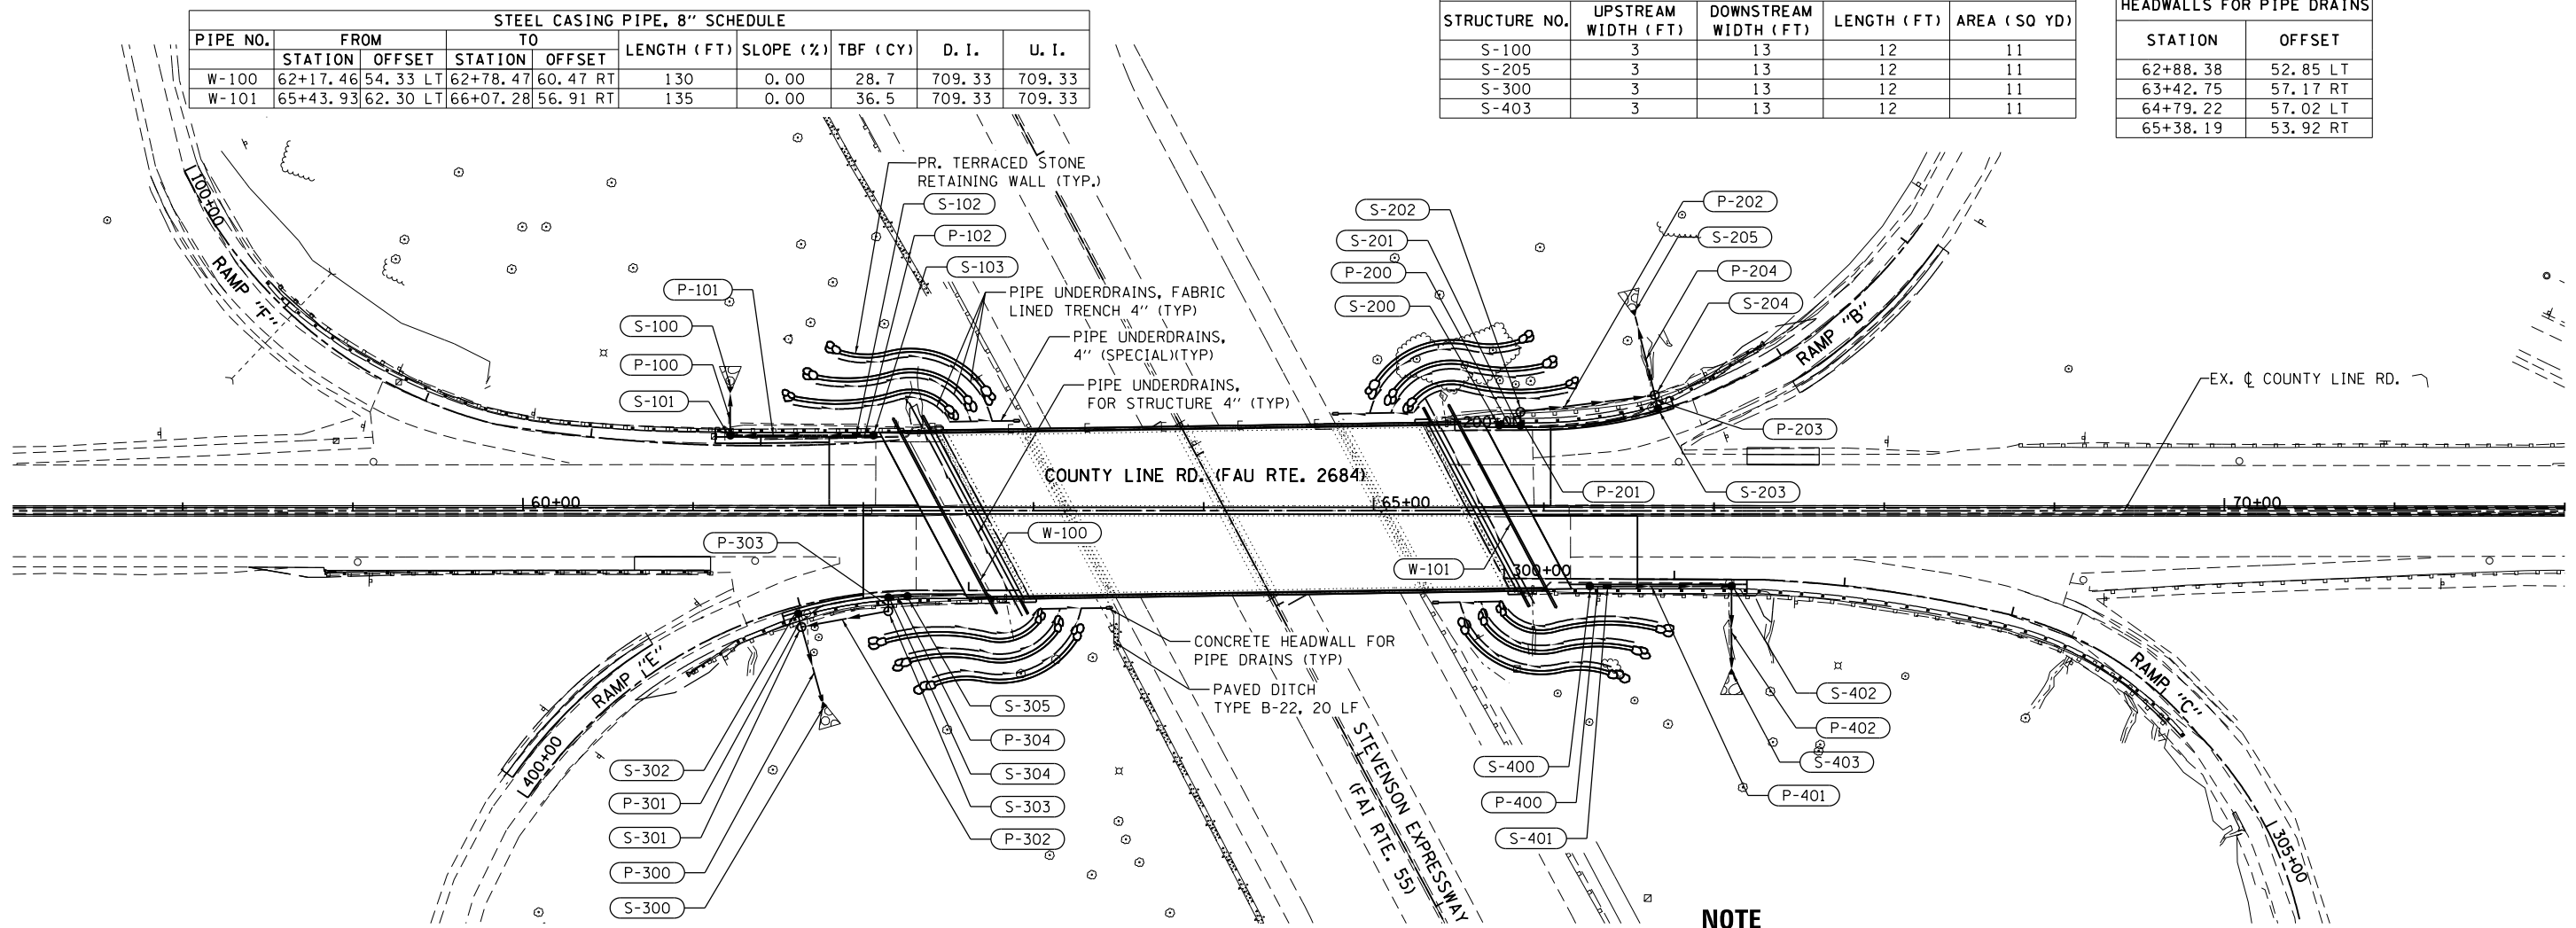 STEEL CASING PIPE, 8" SCHEDULE
PIPE NO. FROM TO LENGTH (FT) SLOPE (%) TBF (CY) D. I. U. I.
STATION OFFSET STATION OFFSET
W-100 62+17.46 54.33 LT 62+78.47 60.47 RT 130 0.00 28.7 709.33 709.33
W-101 65+43.93 62.30 LT 66+07.28 56.91 RT 135 0.00 36.5 709.33 709.33
STRUCTURE NO. UPSTREAM WIDTH (FT) DOWNSTREAM WIDTH (FT) LENGTH (FT) AREA (SQ YD)
S-100 3 13 12 11
S-205 3 13 12 11
S-300 3 13 12 11
S-403 3 13 12 11
HEADWALLS FOR PIPE DRAINS
STATION OFFSET
62+88.38 52.85 LT
63+42.75 57.17 RT
64+79.22 57.02 LT
65+38.19 53.92 RT
PR. TERRACED STONE
RETAINING WALL (TYP.)
S-102
P-102
S-103
PIPE UNDERDRAINS, FABRIC
LINED TRENCH 4" (TYP)
PIPE UNDERDRAINS,
4" (SPECIAL)(TYP)
PIPE UNDERDRAINS,
FOR STRUCTURE 4" (TYP)
100+00
RAMP "F"
P-101
S-100
P-100
S-101
S-202
S-201
P-200
S-200
P-202
S-205
P-204
S-204
RAMP "B"
P-203
P-201
S-203
EX. ℄ COUNTY LINE RD.
200+00
COUNTY LINE RD. (FAU RTE. 2684)
60+00
65+00
70+00
P-303
W-100
W-101
300+00
CONCRETE HEADWALL FOR
PIPE DRAINS (TYP)
PAVED DITCH
TYPE B-22, 20 LF
RAMP "E"
400+00
S-302
P-301
S-301
P-300
S-300
S-305
P-304
S-304
S-303
P-302
STEVENSON EXPRESSWAY
(FAI RTE. 55)
S-400
P-400
S-401
S-402
P-402
S-403
P-401
RAMP "C"
305+00
NOTE